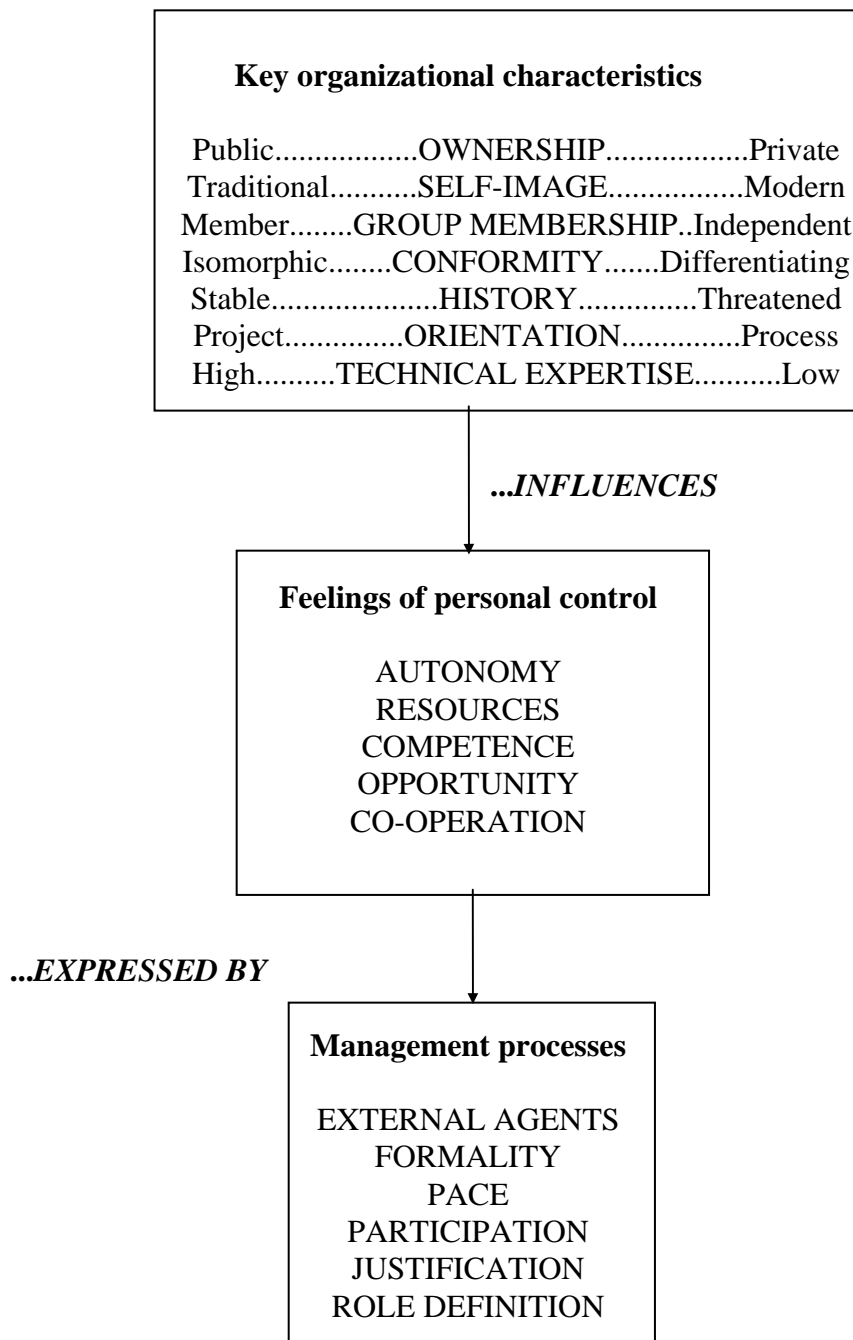 Key organizational characteristics
Public..................OWNERSHIP..................Private
Traditional...........SELF-IMAGE.................Modern
Member........GROUP MEMBERSHIP..Independent
Isomorphic........CONFORMITY.......Differentiating
Stable.....................HISTORY...............Threatened
Project...............ORIENTATION...............Process
High..........TECHNICAL EXPERTISE...........Low
...INFLUENCES
Feelings of personal control
AUTONOMY
RESOURCES
COMPETENCE
OPPORTUNITY
CO-OPERATION
...EXPRESSED BY
Management processes
EXTERNAL AGENTS
FORMALITY
PACE
PARTICIPATION
JUSTIFICATION
ROLE DEFINITION